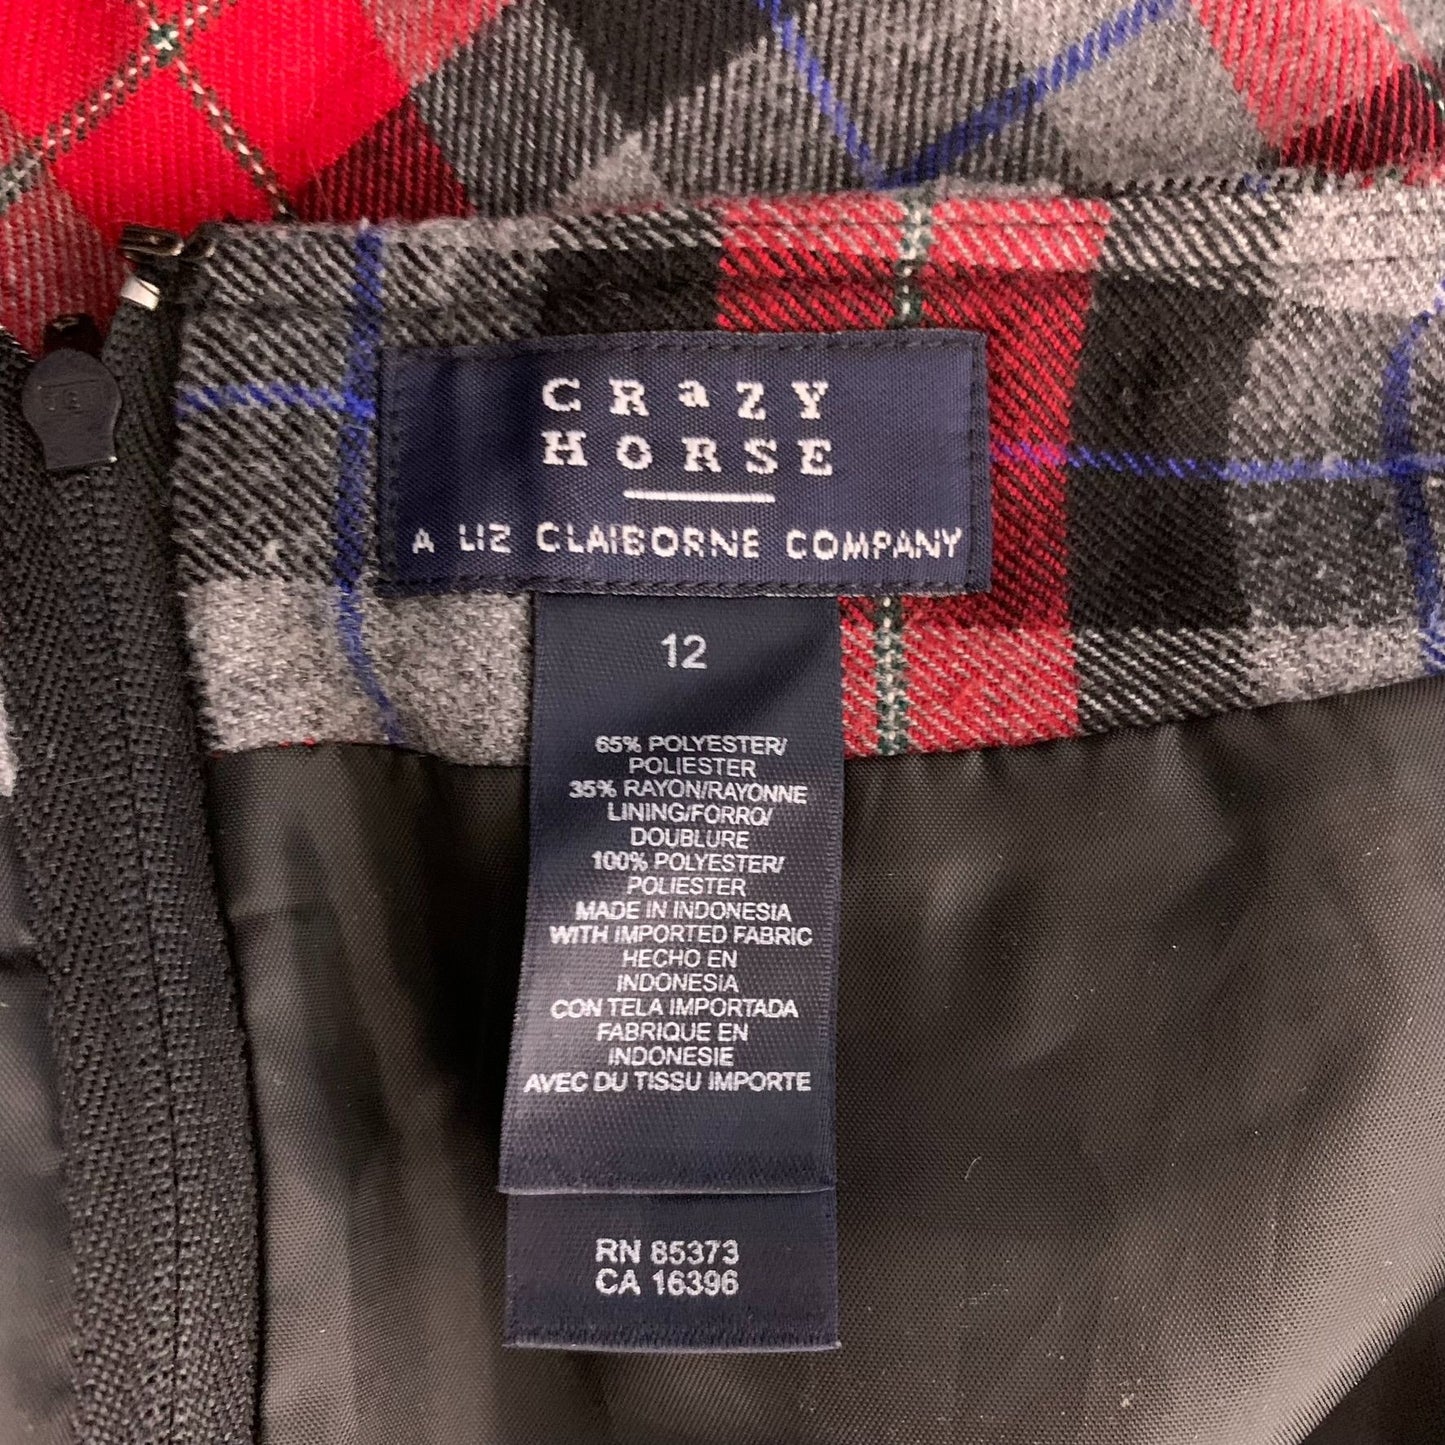 CRaZY
HORSE
A LIZ CLAIBORNE COMPANY
12
65% POLYESTER/
POLIESTER
35% RAYON/RAYONNE
LINING/FORRO/
DOUBLURE
100% POLYESTER/
POLIESTER
MADE IN INDONESIA
WITH IMPORTED FABRIC
HECHO EN
INDONESIA
CON TELA IMPORTADA
FABRIQUE EN
INDONESIE
AVEC DU TISSU IMPORTE
RN 85373
CA 16396